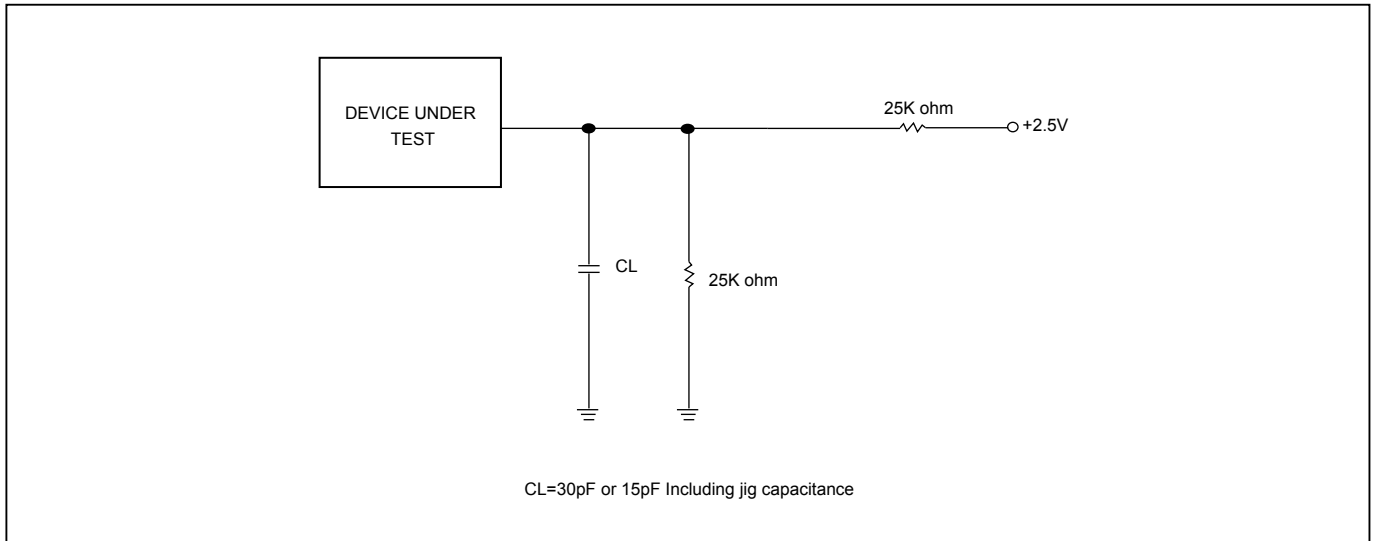 DEVICE UNDER
TEST
25K ohm
+2.5V
CL
25K ohm
CL=30pF or 15pF Including jig capacitance